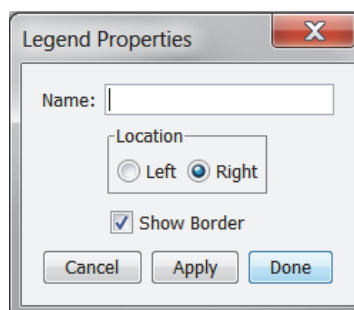 Legend Properties
Name:
Location
Left Right
Show Border
Cancel Apply Done